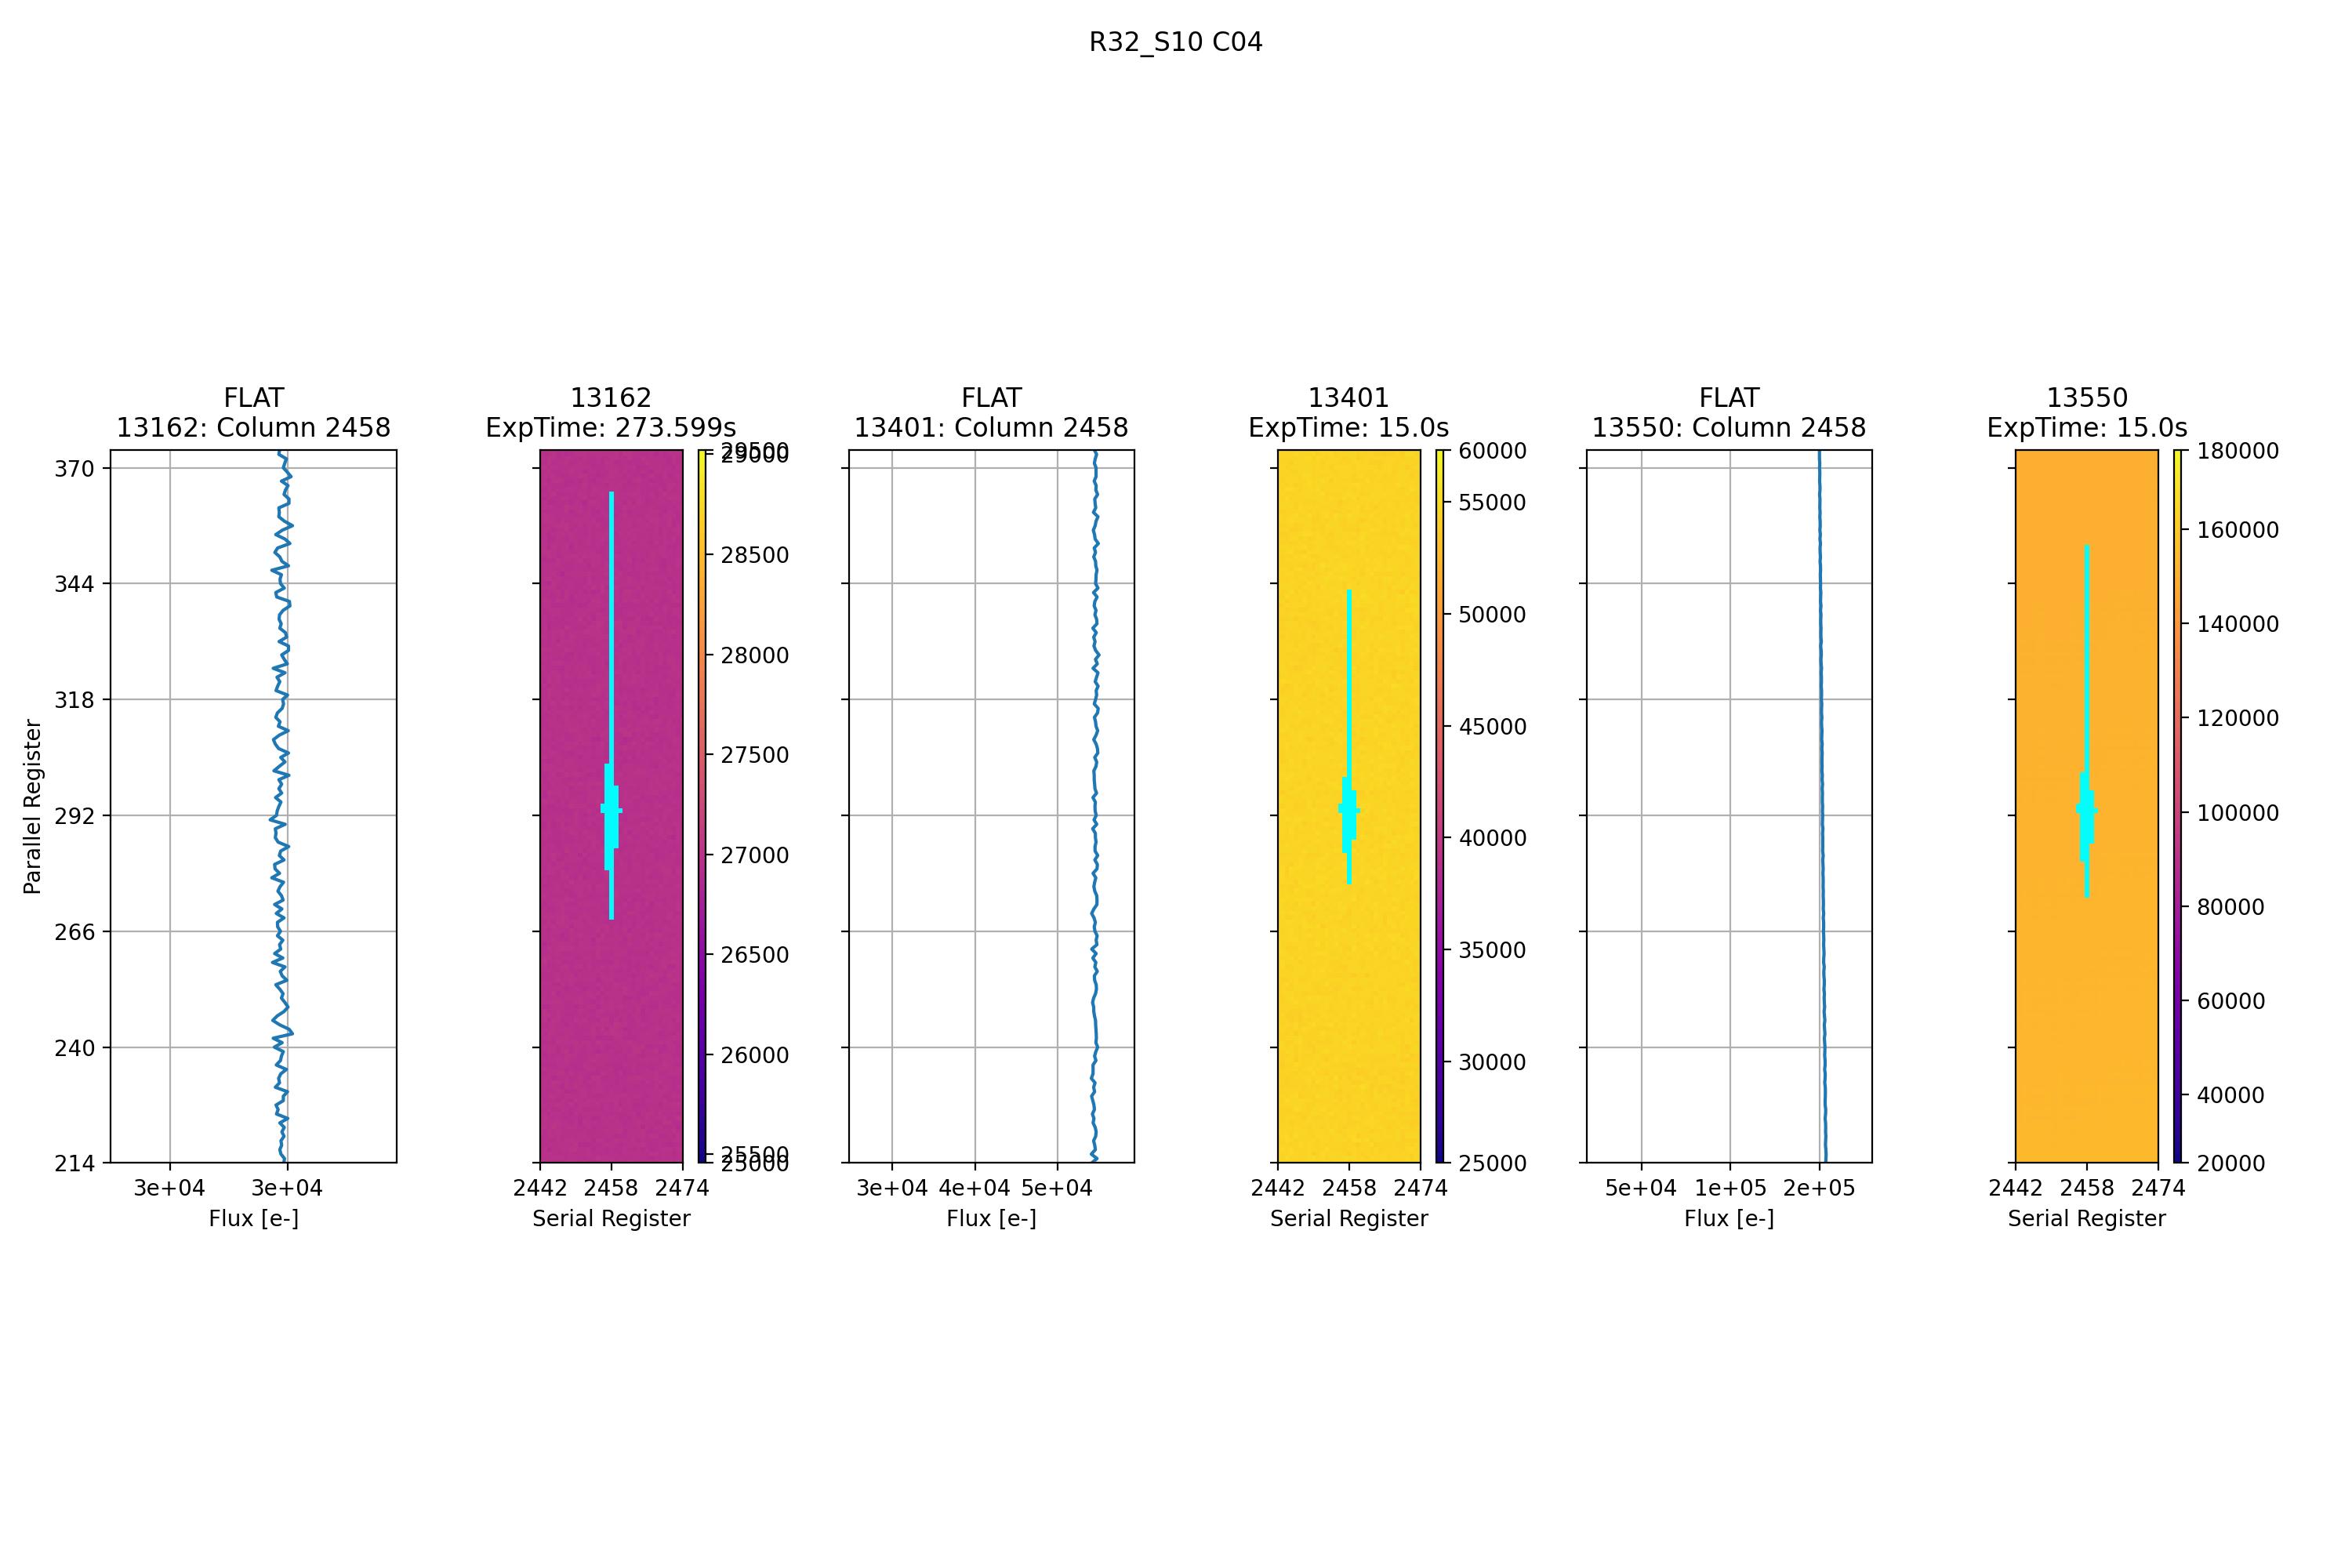 R32_S10 C04
FLAT
13162: Column 2458
13162
ExpTime: 273.599s
FLAT
13401: Column 2458
13401
ExpTime: 15.0s
FLAT
13550: Column 2458
13550
ExpTime: 15.0s
Parallel Register
370
344
318
292
266
240
214
3e+04 3e+04
Flux [e-]
29500
29000
28500
28000
27500
27000
26500
26000
25500
25000
2442 2458 2474
Serial Register
3e+04 4e+04 5e+04
Flux [e-]
60000
55000
50000
45000
40000
35000
30000
25000
2442 2458 2474
Serial Register
5e+04 1e+05 2e+05
Flux [e-]
180000
160000
140000
120000
100000
80000
60000
40000
20000
2442 2458 2474
Serial Register